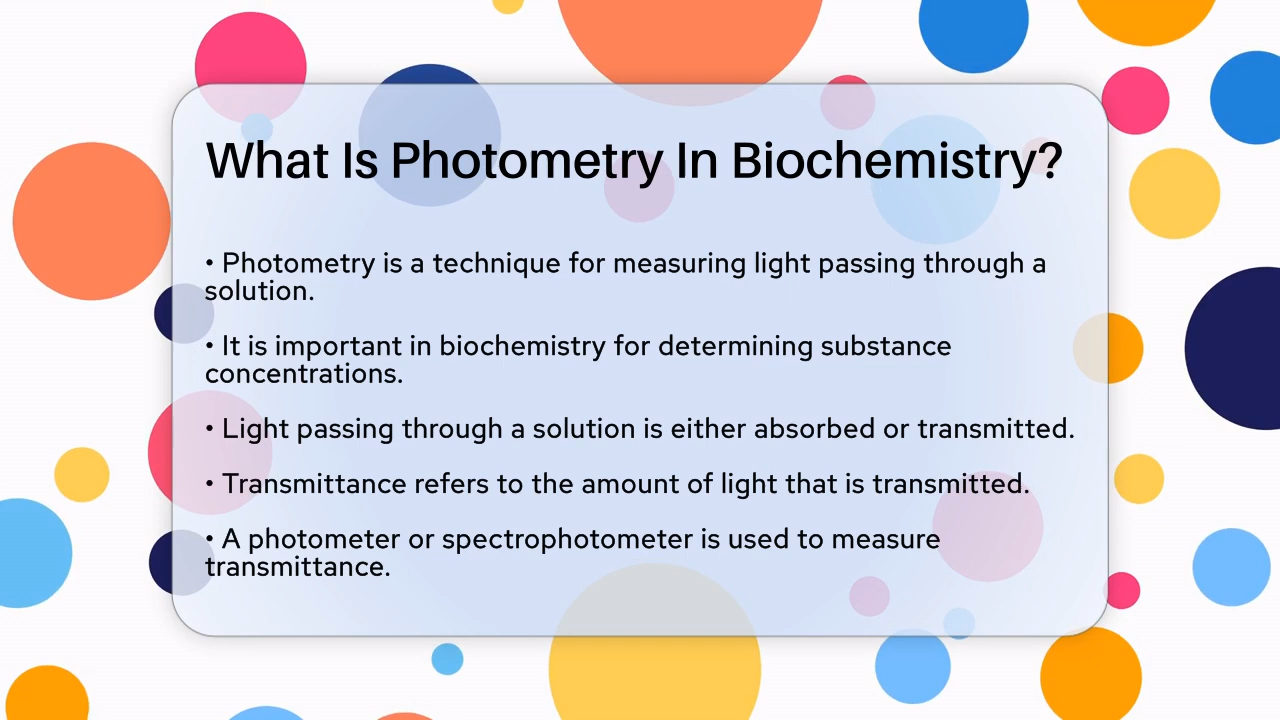 What Is Photometry In Biochemistry?
• Photometry is a technique for measuring light passing through a
solution.
• It is important in biochemistry for determining substance
concentrations.
• Light passing through a solution is either absorbed or transmitted.
• Transmittance refers to the amount of light that is transmitted.
• A photometer or spectrophotometer is used to measure
transmittance.